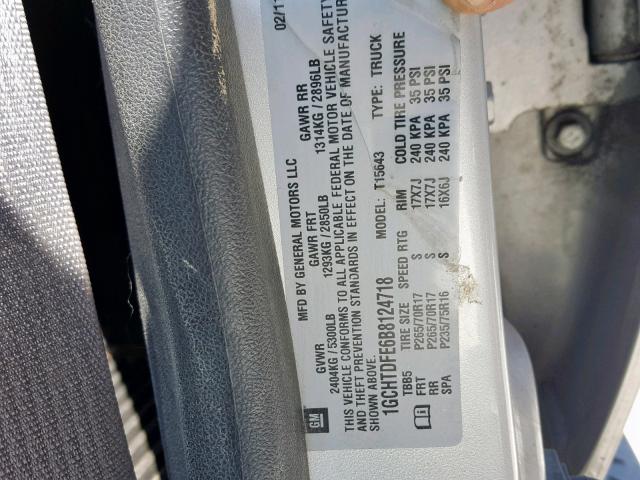 GM
MFD BY GENERAL MOTORS LLC
02/11
GVWR GAWR FRT GAWR RR
2404KG / 5300LB 1293KG / 2850LB 1314KG / 2896LB
THIS VEHICLE CONFORMS TO ALL APPLICABLE FEDERAL MOTOR VEHICLE SAFETY
AND THEFT PREVENTION STANDARDS IN EFFECT ON THE DATE OF MANUFACTUR
SHOWN ABOVE.
1GCHTDFE6B8124718 MODEL: T15643 TYPE: TRUCK
TBB5 TIRE SIZE SPEED RTG RIM COLD TIRE PRESSURE
FRT P265/70R17 S 17X7J 240 KPA 35 PSI
RR P265/70R17 S 17X7J 240 KPA 35 PSI
SPA P235/75R16 S 16X6J 240 KPA 35 PSI